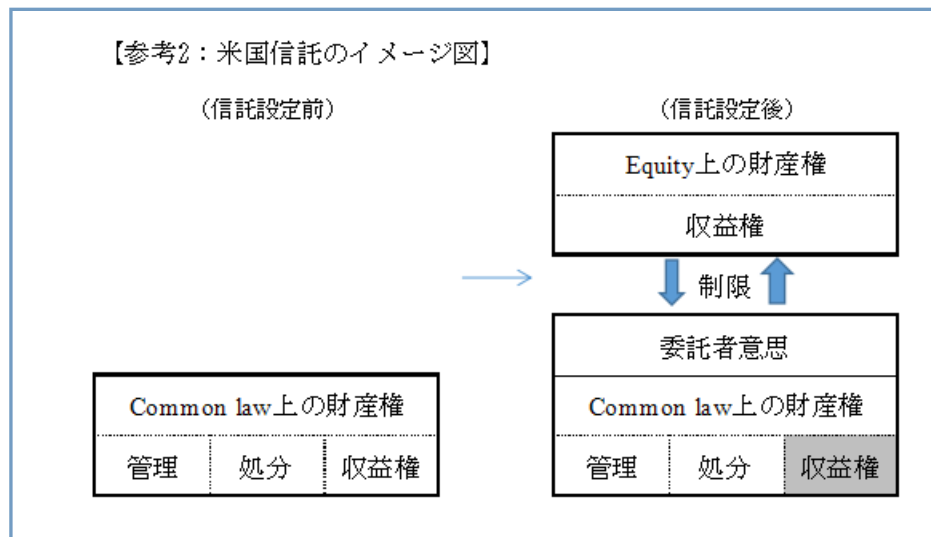 【参考2：米国信託のイメージ図】
（信託設定前）
（信託設定後）
Equity上の財産権
収益権
制限
委託者意思
Common law上の財産権
管理 処分 収益権
Common law上の財産権
管理 処分 収益権